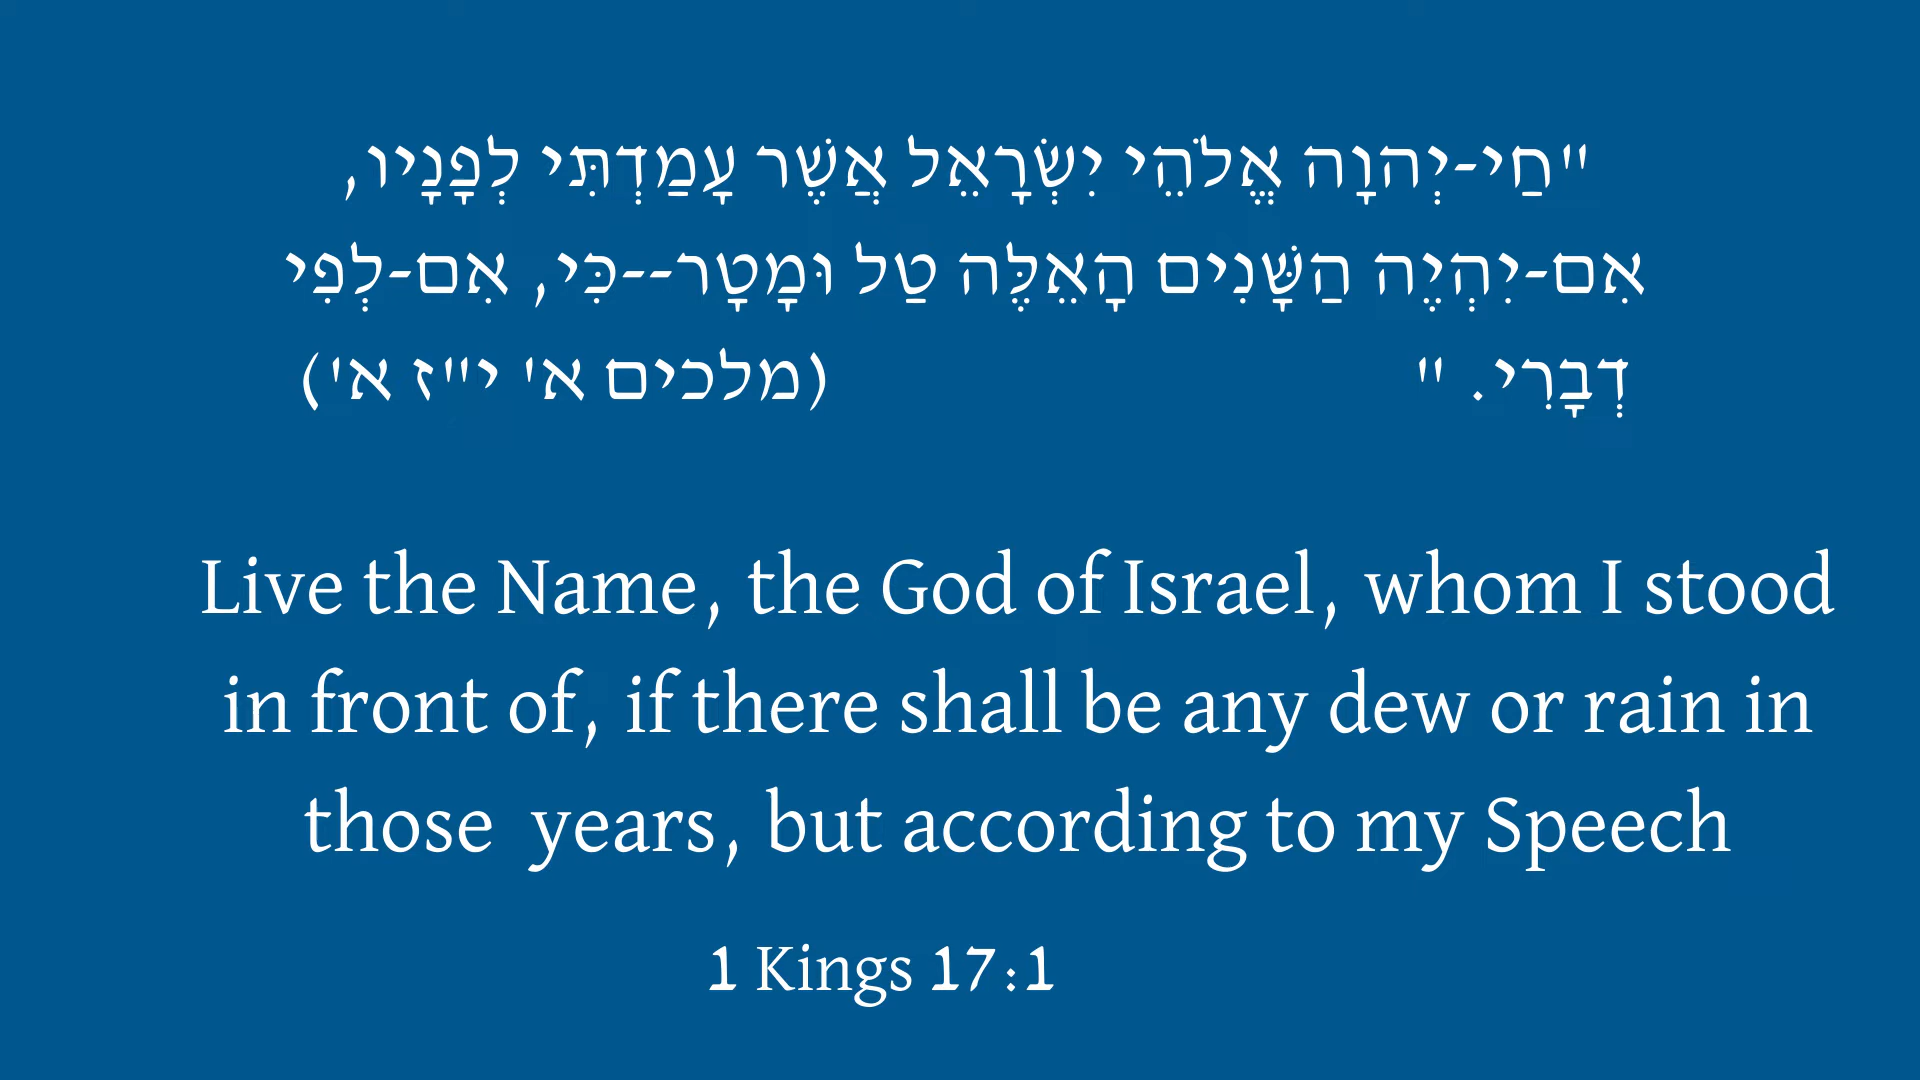 "חַי-יְהוָה אֱלֹהֵי יִשְׂרָאֵל אֲשֶׁר עָמַדְתִּי לְפָנָיו,
אִם-יִהְיֶה הַשָּׁנִים הָאֵלֶּה טַל וּמָטָר--כִּי, אִם-לְפִי
דְבָרִי. " (מלכים א' י"ז א')
Live the Name, the God of Israel, whom I stood
in front of, if there shall be any dew or rain in
those years, but according to my Speech
1 Kings 17:1